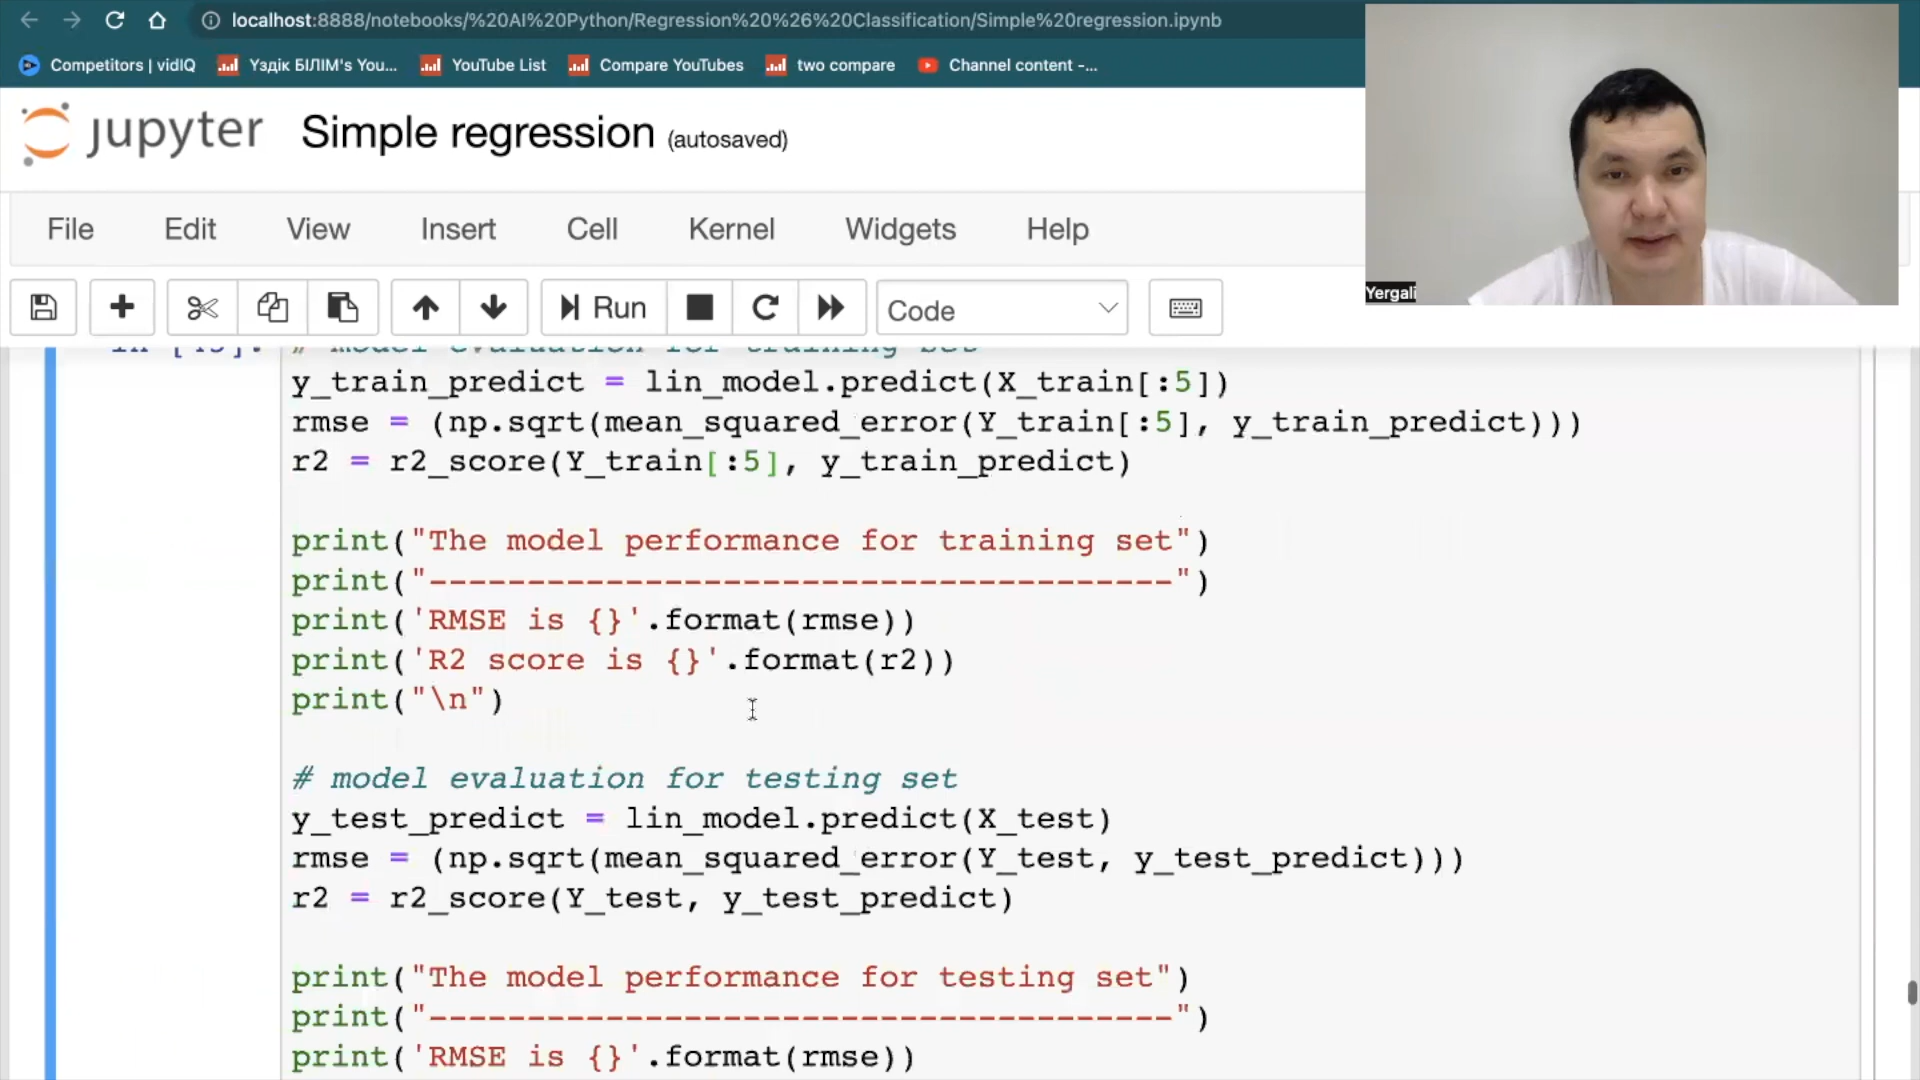 localhost:8888/notebooks/%20AI%20Python/Regression%20%26%20Classification/Simple%20regression.ipynb
Competitors | vidIQ
Үздік БІЛІМ's You...
YouTube List
Compare YouTubes
two compare
Channel content -...
jupyter Simple regression (autosaved)
Yergali
File Edit View Insert Cell Kernel Widgets Help
Run Code
# model evaluation for training set
y_train_predict = lin_model.predict(X_train[:5])
rmse = (np.sqrt(mean_squared_error(Y_train[:5], y_train_predict)))
r2 = r2_score(Y_train[:5], y_train_predict)
print("The model performance for training set")
print("--------------------------------------")
print('RMSE is {}'.format(rmse))
print('R2 score is {}'.format(r2))
print("\n")
# model evaluation for testing set
y_test_predict = lin_model.predict(X_test)
rmse = (np.sqrt(mean_squared_error(Y_test, y_test_predict)))
r2 = r2_score(Y_test, y_test_predict)
print("The model performance for testing set")
print("--------------------------------------")
print('RMSE is {}'.format(rmse))